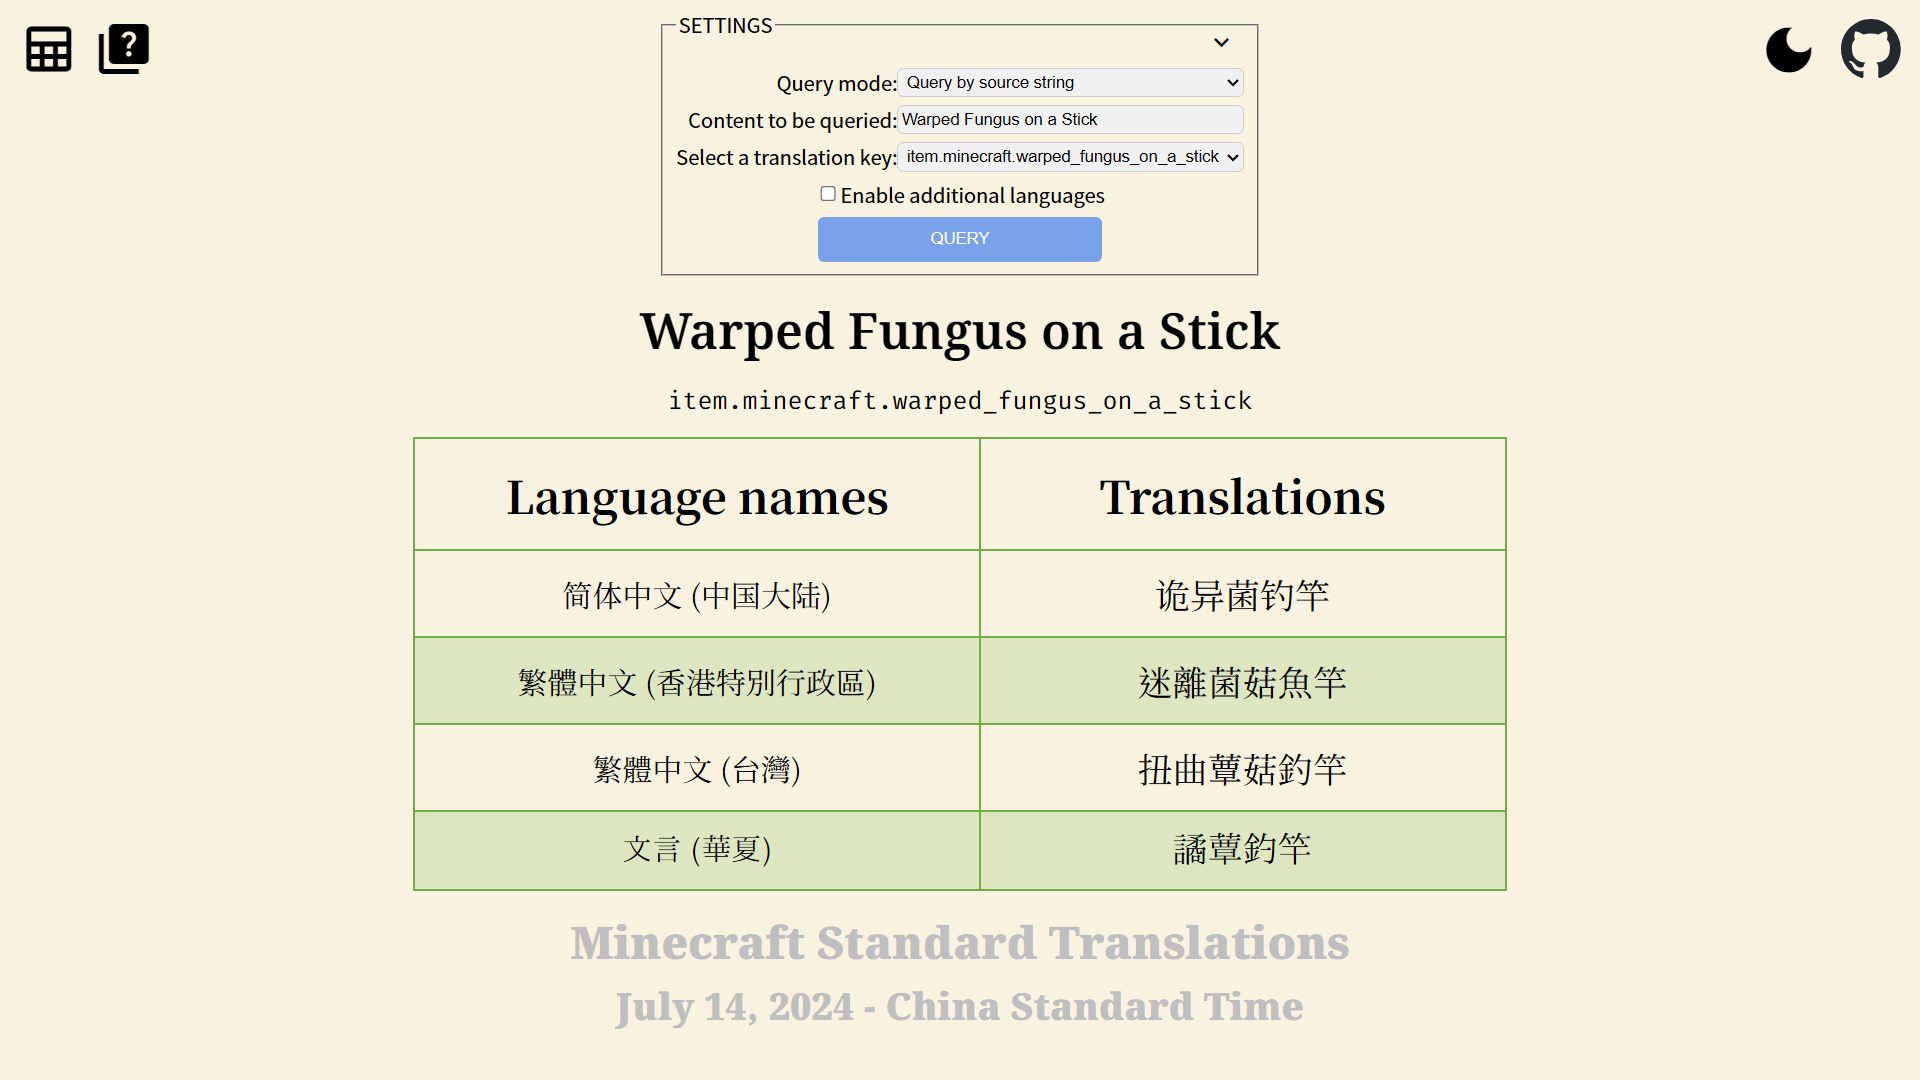 SETTINGS
Query mode: Query by source string
Content to be queried: Warped Fungus on a Stick
Select a translation key: item.minecraft.warped_fungus_on_a_stick
Enable additional languages
QUERY
Warped Fungus on a Stick
item.minecraft.warped_fungus_on_a_stick
Language names Translations
简体中文 (中国大陆) 诡异菌钓竿
繁體中文 (香港特別行政區) 迷離菌菇魚竿
繁體中文 (台灣) 扭曲蕈菇釣竿
文言 (華夏) 譎蕈釣竿
Minecraft Standard Translations
July 14, 2024 - China Standard Time